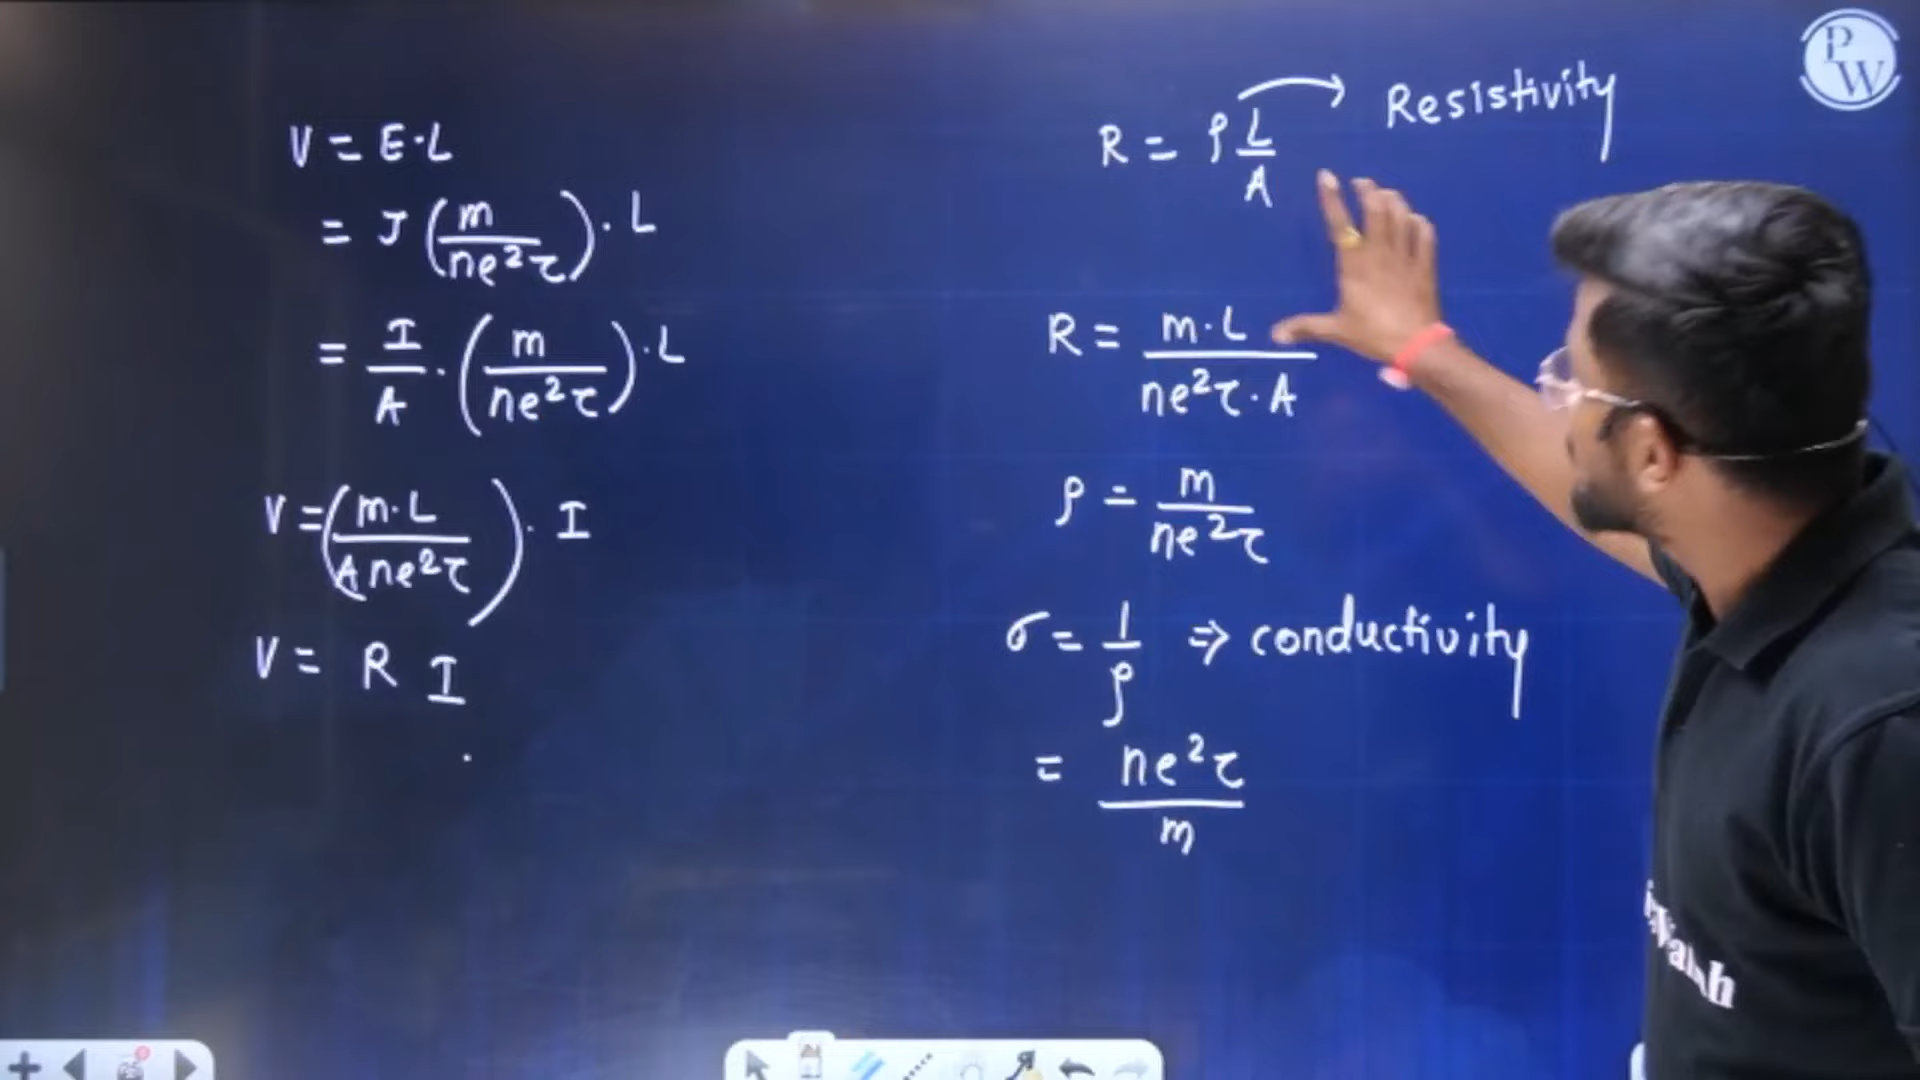 V = E·L
= J (m/ne²τ)· L
= I/A · (m/ne²τ)· L
V = (m·L/Ane²τ)· I
V = R I
R = ρ L/A → Resistivity
R = m·L/ne²τ·A
ρ = m/ne²τ
σ = 1/ρ ⇒ conductivity
= ne²τ/m
PW